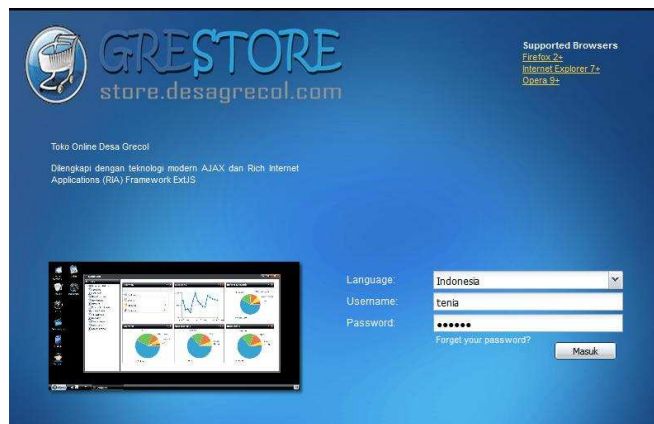 GRESTORE
store.desagrecol.com
Supported Browsers
Firefox 2+
Internet Explorer 7+
Opera 9+
Toko Online Desa Grecol
Dilengkapi dengan teknologi modern AJAX dan Rich Internet
Applications (RIA) Framework ExtJS
Language:
Indonesia
Username:
tenia
Password:
Forget your password?
Masuk